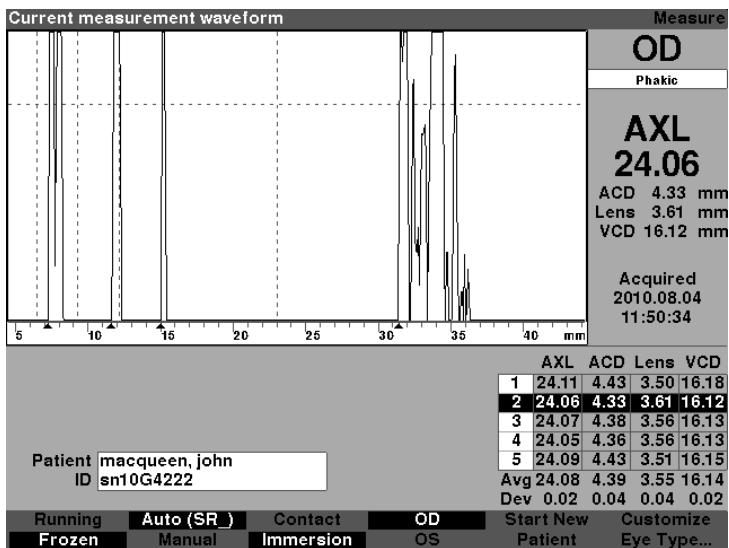 Current measurement waveform
Measure
OD
Phakic
AXL
24.06
ACD 4.33 mm
Lens 3.61 mm
VCD 16.12 mm
Acquired
2010.08.04
11:50:34
5 10 15 20 25 30 35 40 mm
AXL ACD Lens VCD
1 24.11 4.43 3.50 16.18
2 24.06 4.33 3.61 16.12
3 24.07 4.38 3.56 16.13
4 24.05 4.36 3.56 16.13
5 24.09 4.43 3.51 16.15
Avg 24.08 4.39 3.55 16.14
Dev 0.02 0.04 0.04 0.02
Patient macqueen, john
ID sn10G4222
Running Auto (SR_) Contact OD Start New Customize
Frozen Manual Immersion OS Patient Eye Type...